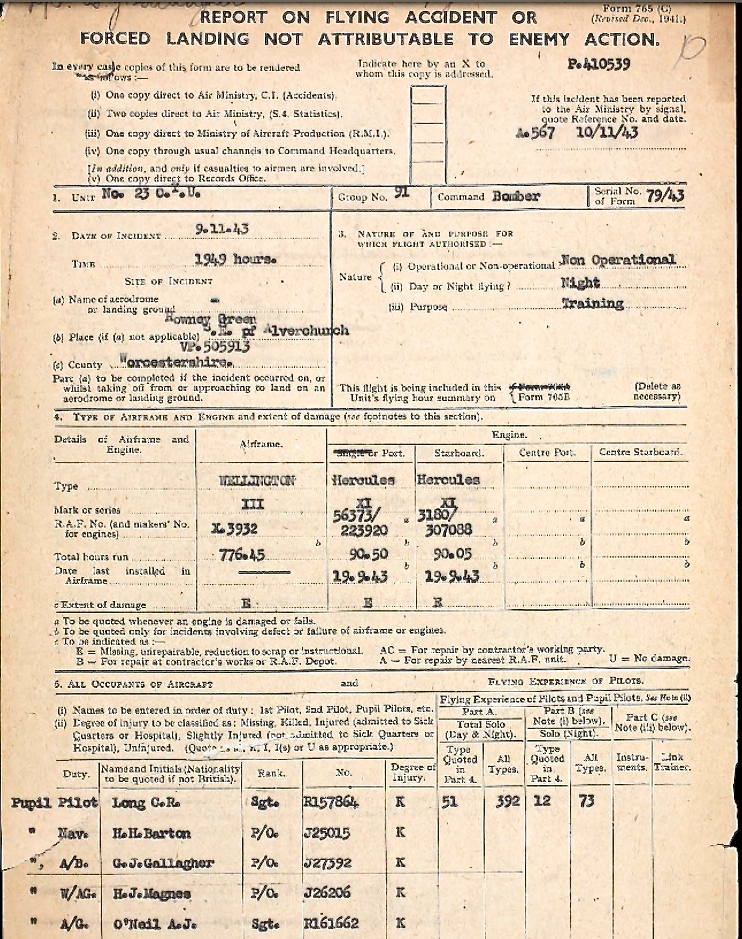 REPORT ON FLYING ACCIDENT OR
Form 765 (C)
(Revised Dec., 1941.)
FORCED LANDING NOT ATTRIBUTABLE TO ENEMY ACTION.
In every case copies of this form are to be rendered
as follows :—
Indicate here by an X to
whom this copy is addressed.
P.410539
(i) One copy direct to Air Ministry, C.I. (Accidents).
(ii) Two copies direct to Air Ministry, (S.4. Statistics).
(iii) One copy direct to Ministry of Aircraft Production (R.M.I.).
(iv) One copy through usual channels to Command Headquarters.
[In addition, and only if casualties to airmen are involved.]
(v) One copy direct to Records Office.
If this incident has been reported
to the Air Ministry by signal,
quote Reference No. and date.
A.567 10/11/43
1. UNIT No. 23 O.T.U. Group No. 91 Command Bomber Serial No. of Form 79/43
2. DATE OF INCIDENT 9.11.43
TIME 1949 hours.
SITE OF INCIDENT
(a) Name of aerodrome
or landing ground -
Rowney Green
(b) Place (if (a) not applicable) S.E. pf Alverchurch
VP.505913
(c) County Worcestershire.
Part (a) to be completed if the incident occurred on, or
whilst taking off from or approaching to land on an
aerodrome or landing ground.
3. NATURE OF AND PURPOSE FOR
WHICH FLIGHT AUTHORISED :—
Nature (i) Operational or Non-operational Non Operational
(ii) Day or Night flying? Night
(iii) Purpose Training
This flight is being included in this
Unit's flying hour summary on Form 765B
(Delete as
necessary)
4. TYPE OF AIRFRAME AND ENGINE and extent of damage (see footnotes to this section).
Details of Airframe and
Engine.
Airframe.
Engine.
Single or Port. Starboard. Centre Port. Centre Starboard.
Type WELLINGTON Hercules Hercules
Mark or series III XI XI
R.A.F. No. (and makers' No.
for engines) X.3932 56373/ 223920 a 3180/ 307088 a a a
Total hours run 776.45 b 90.50 b 90.05 b b b
Date last installed in
Airframe 19.9.43 b 19.9.43 b b b
c Extent of damage E E E
a To be quoted whenever an engine is damaged or fails.
b To be quoted only for incidents involving defect or failure of airframe or engines.
c To be indicated as :—
E = Missing, unrepairable, reduction to scrap or instructional. AC = For repair by contractor's working party.
B = For repair at contractor's works or R.A.F. Depot. A = For repair by nearest R.A.F. unit. U = No damage.
5. ALL OCCUPANTS OF AIRCRAFT and FLYING EXPERIENCE OF PILOTS.
(i) Names to be entered in order of duty : 1st Pilot, 2nd Pilot, Pupil Pilots, etc.
(ii) Degree of injury to be classified as: Missing, Killed, Injured (admitted to Sick
Quarters or Hospital), Slightly Injured (not admitted to Sick Quarters or
Hospital), Uninjured. (Quote as M, K, I, I(s) or U as appropriate.)
Flying Experience of Pilots and Pupil Pilots. See Note (ii)
Part A.
Total Solo
(Day & Night).
Part B (see
Note (i) below).
Solo (Night).
Part C (see
Note (ii) below).
Duty. Name and Initials (Nationality
to be quoted if not British). Rank. No. Degree of
Injury. Type
Quoted
in
Part 4. All
Types. Type
Quoted
in
Part 4. All
Types. Instru-
ments. Link
Trainer.
Pupil Pilot Long C.R. Sgt. R157864 K 51 392 12 73
" Nav. H.H.Barton P/O. J25015 K
", A/B. G.J.Gallagher P/O. J27392 K
" W/AG. H.J.Magnes P/O. J26206 K
" A/G. O'Neil A.J. Sgt. R161662 K